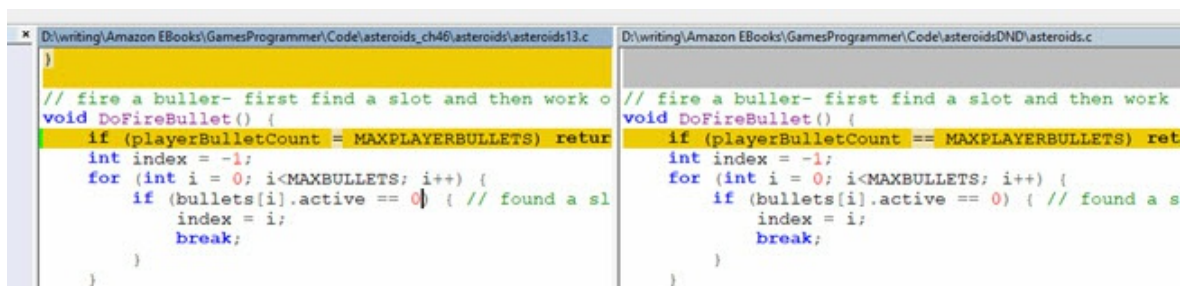 D:\writing\Amazon EBooks\GamesProgrammer\Code\asteroids_ch46\asteroids\asteroids13.c
}
// fire a buller- first find a slot and then work o
void DoFireBullet() {
if (playerBulletCount = MAXPLAYERBULLETS) retur
int index = -1;
for (int i = 0; i<MAXBULLETS; i++) {
if (bullets[i].active == 0) { // found a sl
index = i;
break;
}
}
D:\writing\Amazon EBooks\GamesProgrammer\Code\asteroidsDND\asteroids.c
// fire a buller- first find a slot and then work
void DoFireBullet() {
if (playerBulletCount == MAXPLAYERBULLETS) ret
int index = -1;
for (int i = 0; i<MAXBULLETS; i++) {
if (bullets[i].active == 0) { // found a s
index = i;
break;
}
}